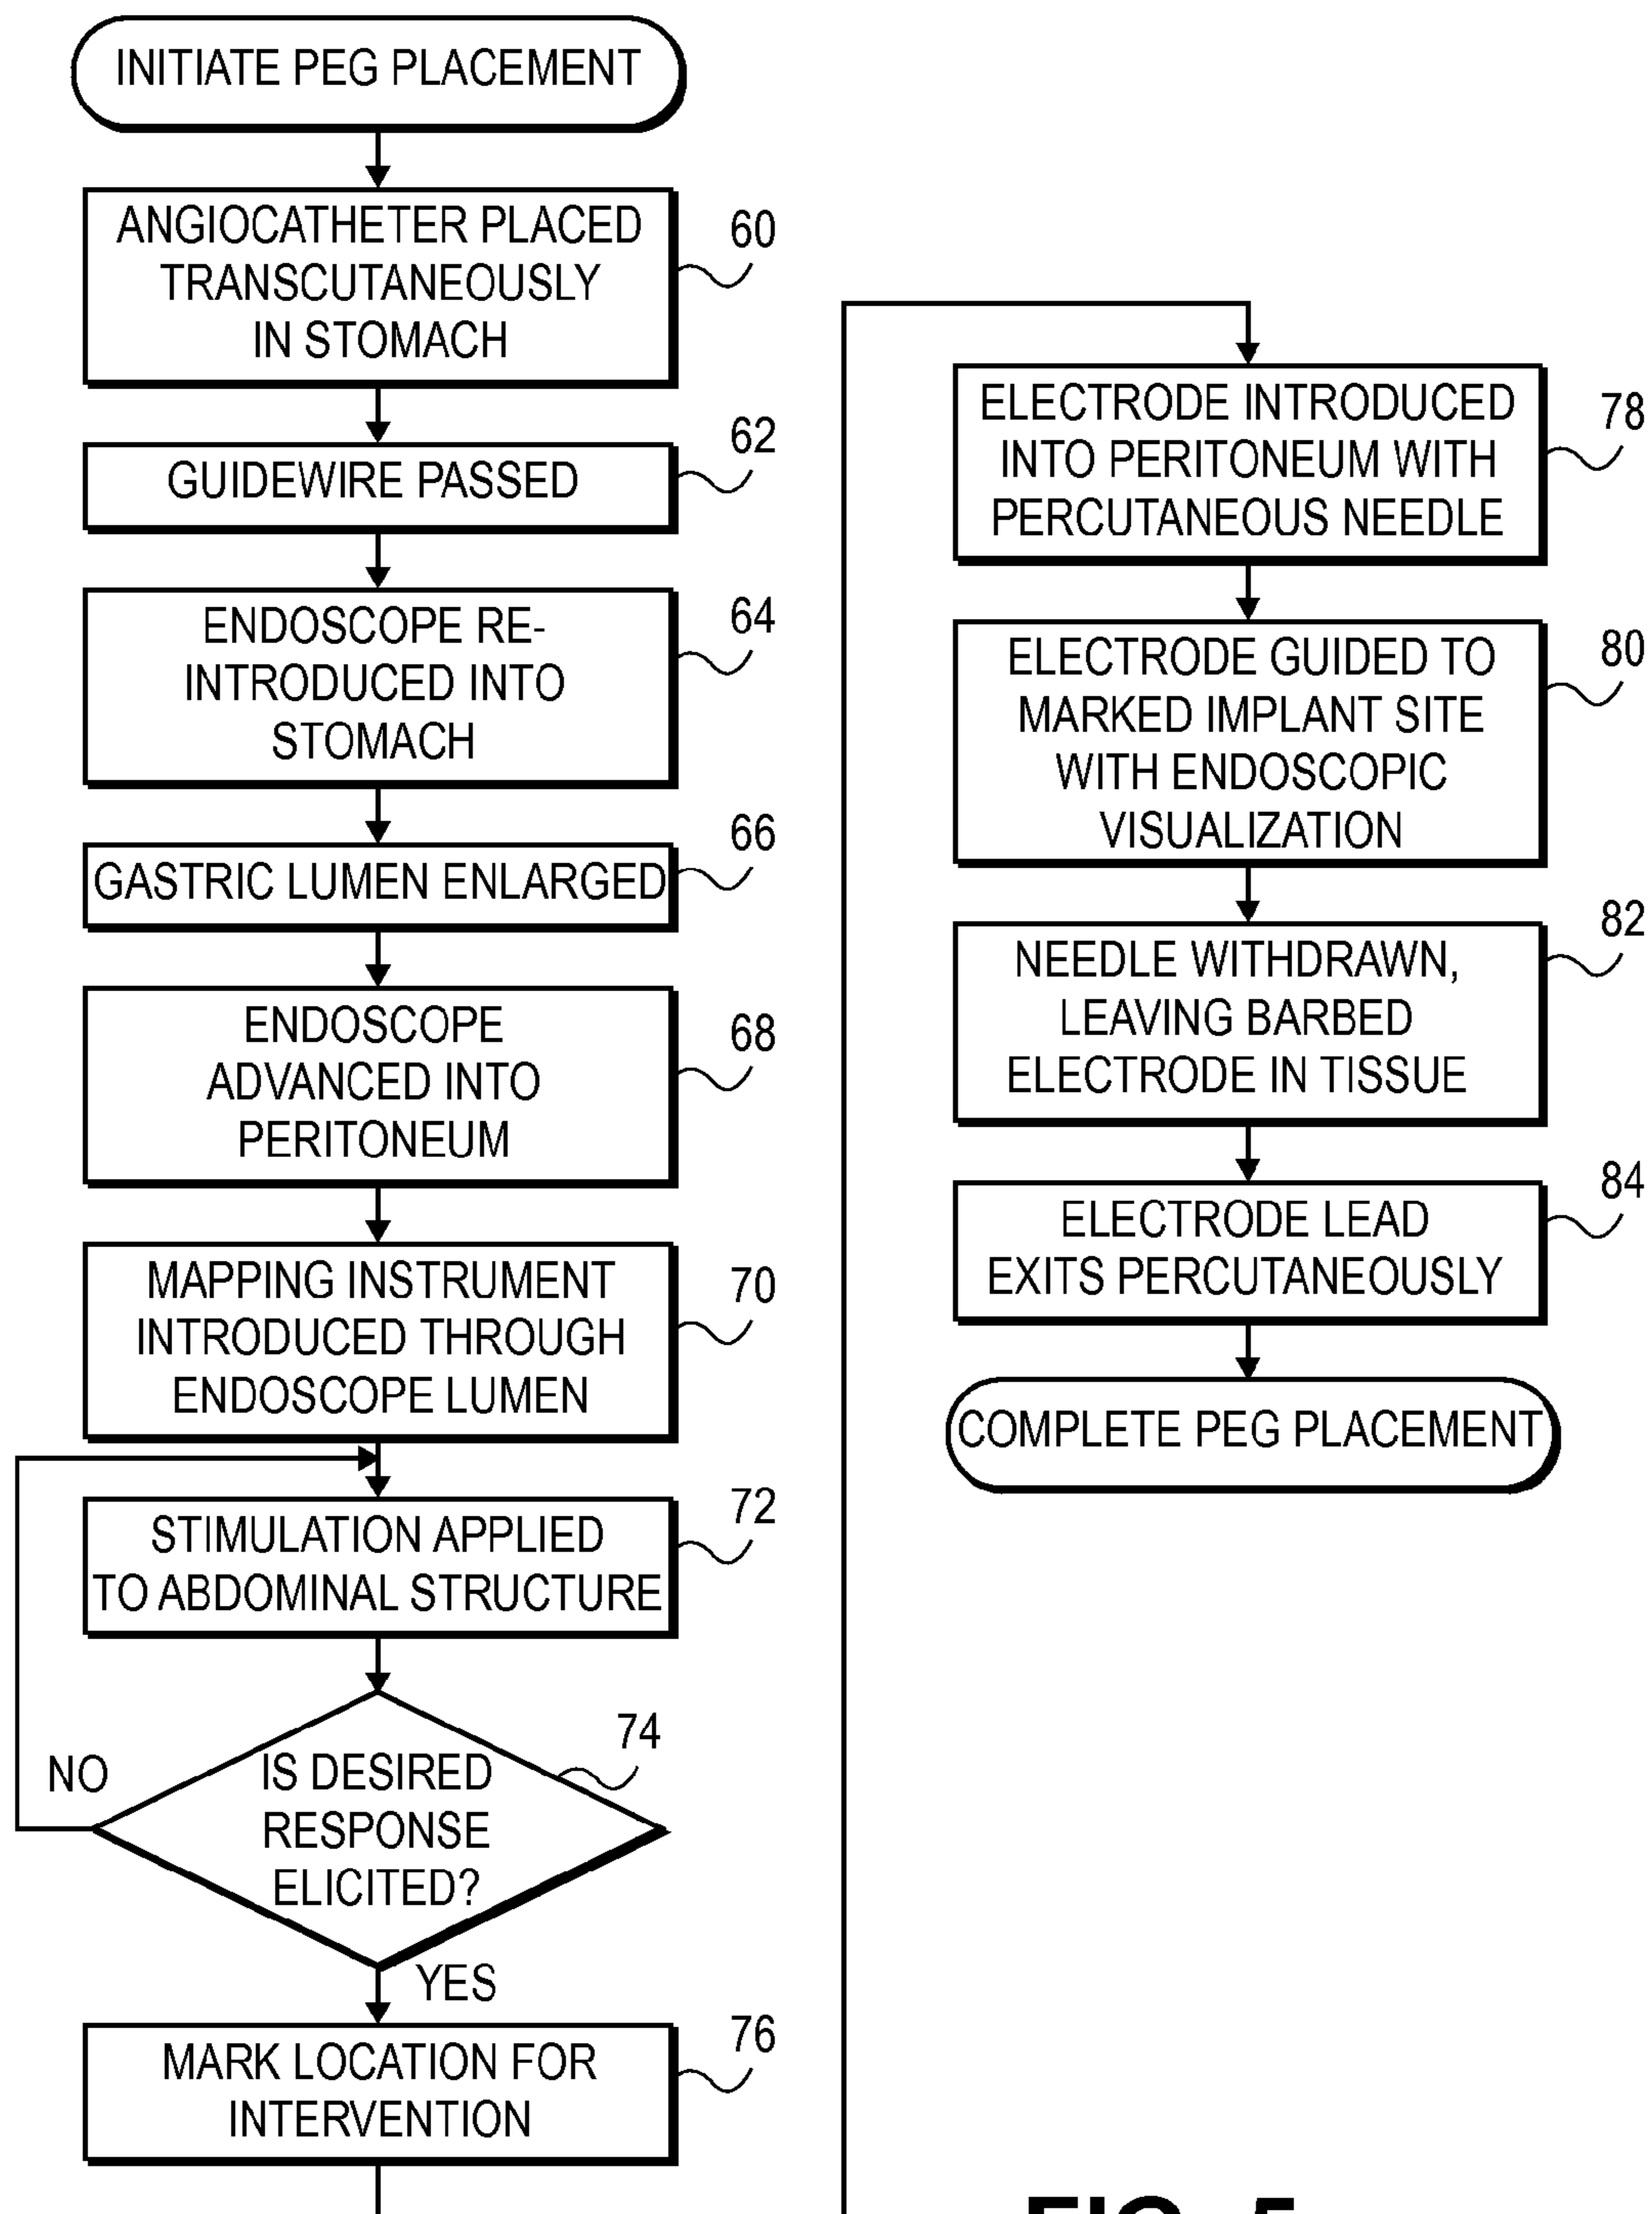 INITIATE PEG PLACEMENT
ANGIOCATHETER PLACED
TRANSCUTANEOUSLY
IN STOMACH
60
GUIDEWIRE PASSED
62
ENDOSCOPE RE-
INTRODUCED INTO
STOMACH
64
GASTRIC LUMEN ENLARGED
66
ENDOSCOPE
ADVANCED INTO
PERITONEUM
68
MAPPING INSTRUMENT
INTRODUCED THROUGH
ENDOSCOPE LUMEN
70
STIMULATION APPLIED
TO ABDOMINAL STRUCTURE
72
IS DESIRED
RESPONSE
ELICITED?
74
NO
YES
MARK LOCATION FOR
INTERVENTION
76
ELECTRODE INTRODUCED
INTO PERITONEUM WITH
PERCUTANEOUS NEEDLE
78
ELECTRODE GUIDED TO
MARKED IMPLANT SITE
WITH ENDOSCOPIC
VISUALIZATION
80
NEEDLE WITHDRAWN,
LEAVING BARBED
ELECTRODE IN TISSUE
82
ELECTRODE LEAD
EXITS PERCUTANEOUSLY
84
COMPLETE PEG PLACEMENT